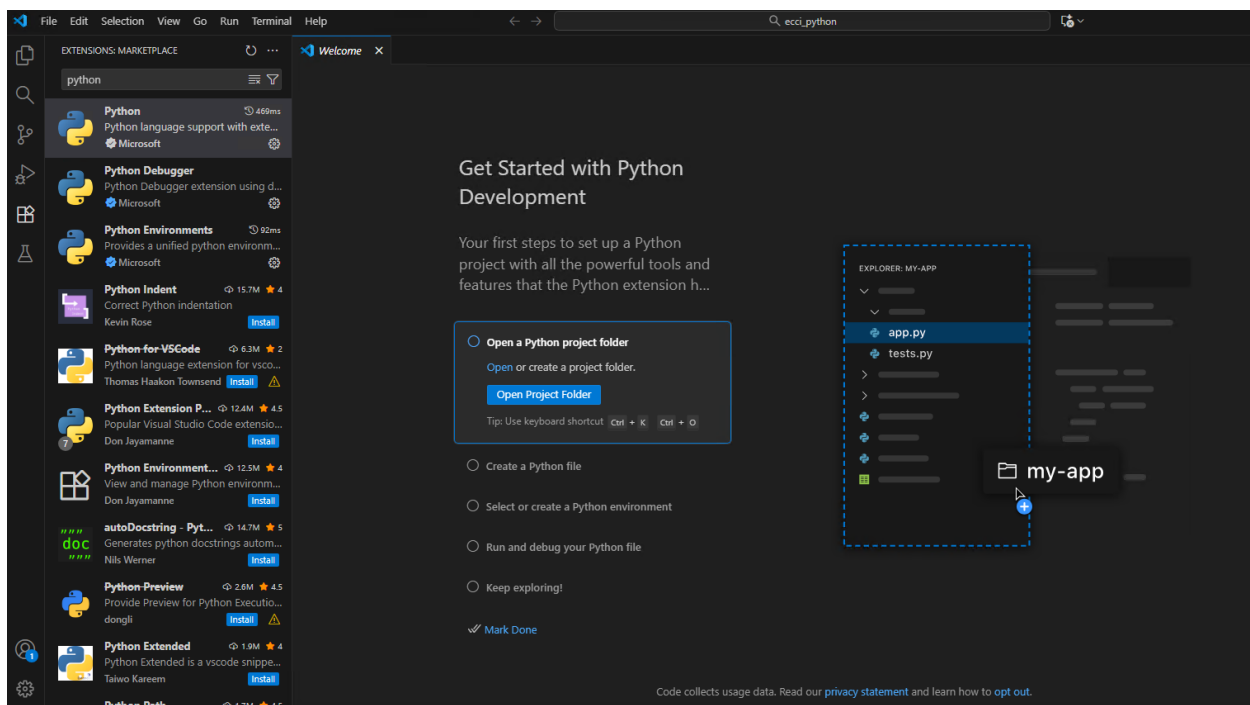 File Edit Selection View Go Run Terminal Help
ecci_python
EXTENSIONS: MARKETPLACE
python
Python 469ms
Python language support with exte...
Microsoft
Python Debugger
Python Debugger extension using d...
Microsoft
Python Environments 92ms
Provides a unified python environm...
Microsoft
Python Indent 15.7M 4
Correct Python indentation
Kevin Rose Install
Python for VSCode 6.3M 2
Python language extension for vsco...
Thomas Haakon Townsend Install
7
Python Extension P... 12.4M 4.5
Popular Visual Studio Code extensio...
Don Jayamanne Install
Python Environment... 12.5M 4
View and manage Python environm...
Don Jayamanne Install
""" doc """
autoDocstring - Pyt... 14.7M 5
Generates python docstrings autom...
Nils Werner Install
Python Preview 2.6M 4.5
Provide Preview for Python Executio...
dongli Install
Python Extended 1.9M 4
Python Extended is a vscode snippe...
Taiwo Kareem Install
Python Path 4.7M 4.5
1
Welcome
Get Started with Python
Development
Your first steps to set up a Python
project with all the powerful tools and
features that the Python extension h...
Open a Python project folder
Open or create a project folder.
Open Project Folder
Tip: Use keyboard shortcut Ctrl + K Ctrl + O
Create a Python file
Select or create a Python environment
Run and debug your Python file
Keep exploring!
Mark Done
EXPLORER: MY-APP
app.py
tests.py
my-app
Code collects usage data. Read our privacy statement and learn how to opt out.